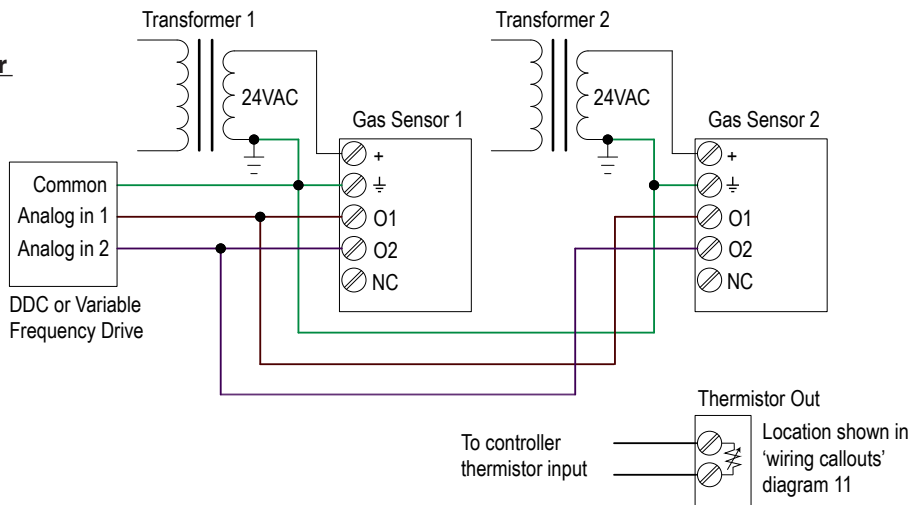 Transformer 1
Transformer 2
r
24VAC
24VAC
Gas Sensor 1
Gas Sensor 2
+
+
Common
Analog in 1
O1
O1
Analog in 2
O2
O2
NC
NC
DDC or Variable
Frequency Drive
Thermistor Out
To controller
thermistor input
Location shown in
‘wiring callouts’
diagram 11